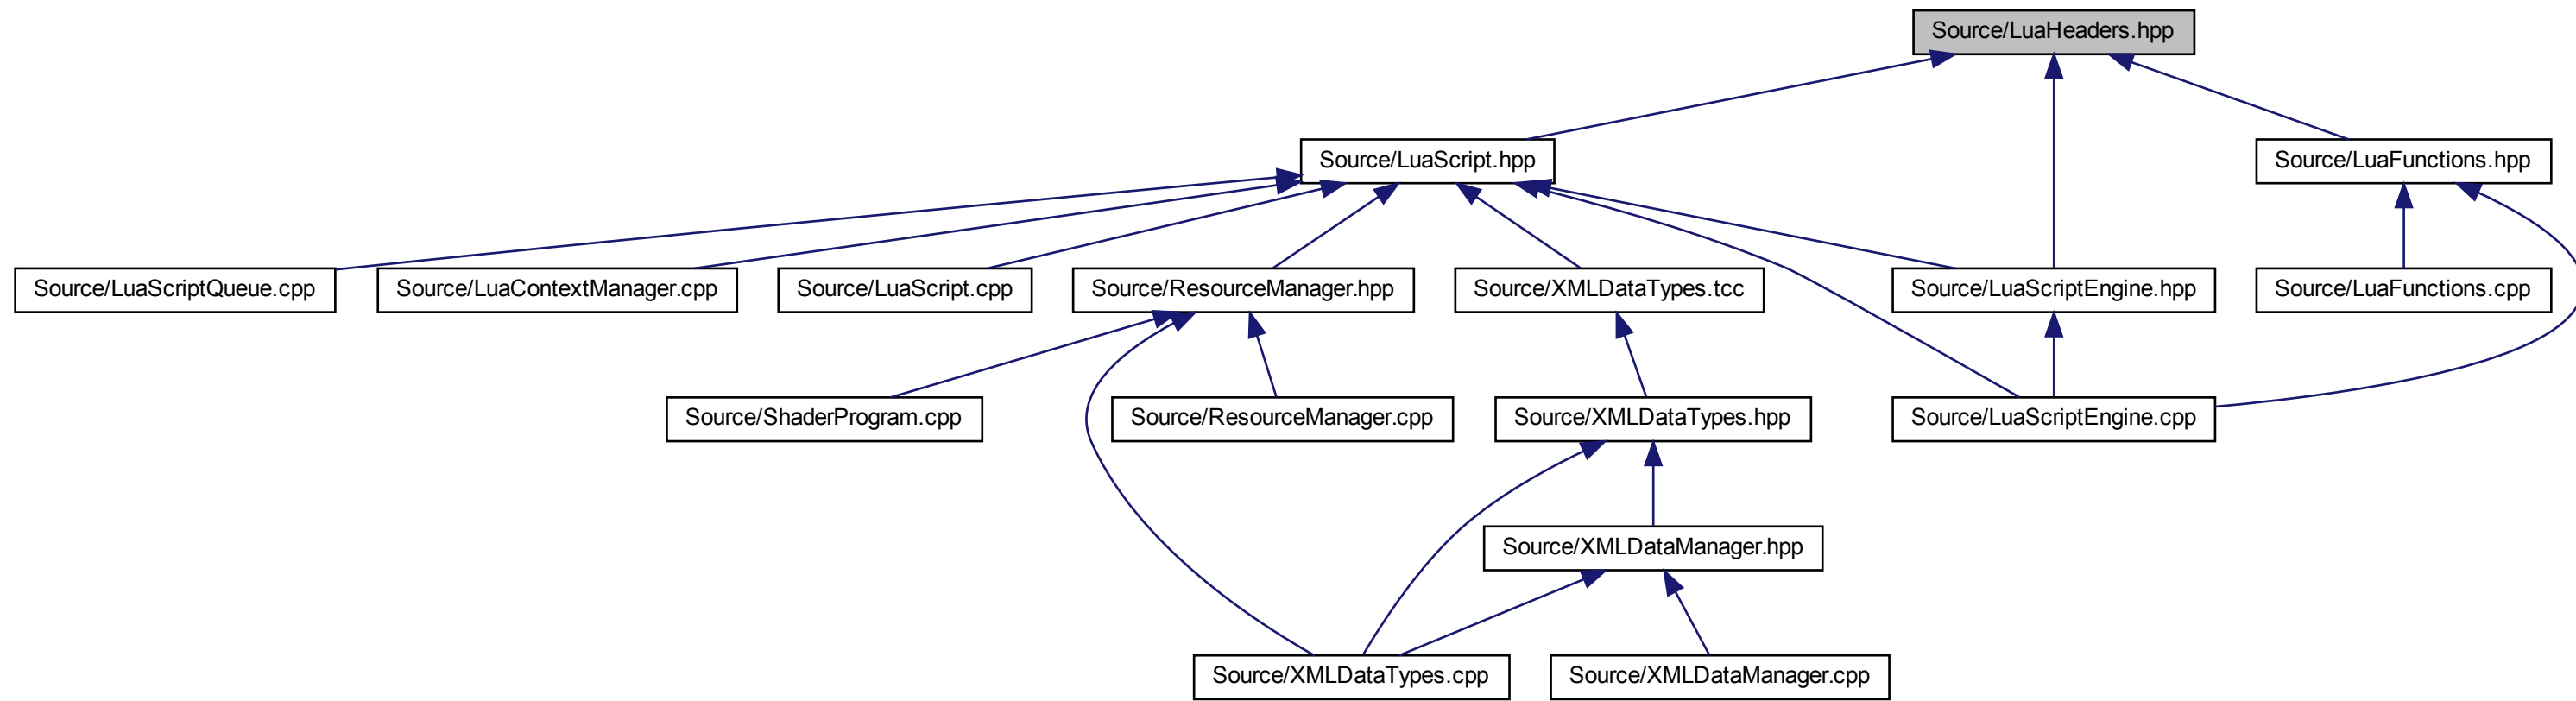 Source/LuaHeaders.hpp
Source/LuaScript.hpp
Source/LuaFunctions.hpp
Source/LuaScriptQueue.cpp
Source/LuaContextManager.cpp
Source/LuaScript.cpp
Source/ResourceManager.hpp
Source/XMLDataTypes.tcc
Source/LuaScriptEngine.hpp
Source/LuaFunctions.cpp
Source/ShaderProgram.cpp
Source/ResourceManager.cpp
Source/XMLDataTypes.hpp
Source/LuaScriptEngine.cpp
Source/XMLDataManager.hpp
Source/XMLDataTypes.cpp
Source/XMLDataManager.cpp